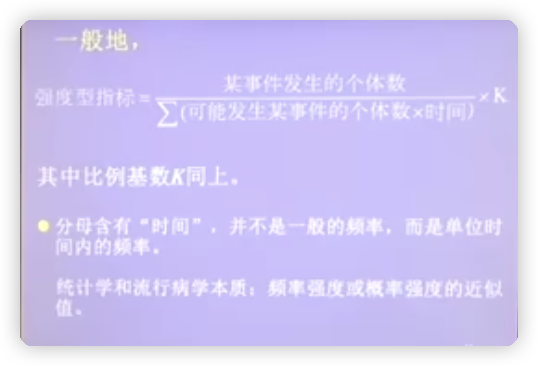 一般地，
强度型指标=某事件发生的个体数/∑(可能发生某事件的个体数×时间)×K
其中比例基数K同上。
分母含有“时间”，并不是一般的频率，而是单位时
间内的频率。
统计学和流行病学本质：频率强度或概率强度的近似
值。